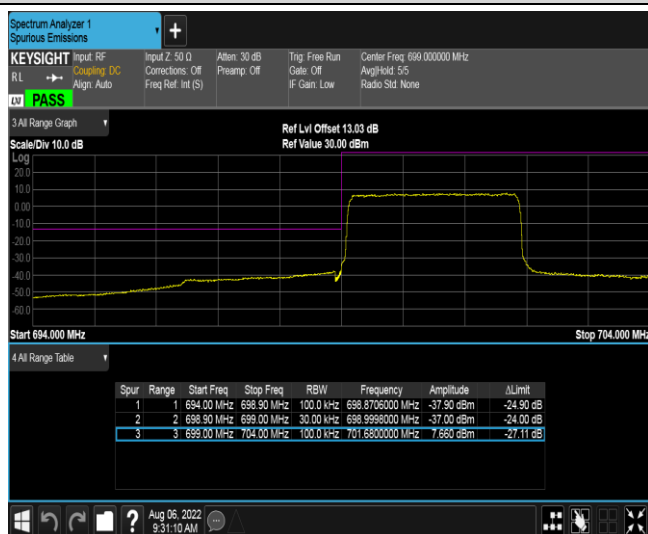 Spectrum Analyzer 1
Spurious Emissions
+
KEYSIGHT Input: RF Input Z: 50 Ω Atten: 30 dB Trig: Free Run Center Freq: 699.000000 MHz
RL Coupling: DC Corrections: Off Preamp: Off Gate: Off Avg|Hold: 5/5
Align: Auto Freq Ref: Int (S) IF Gain: Low Radio Std: None
LXI PASS
3 All Range Graph
Ref Lvl Offset 13.03 dB
Scale/Div 10.0 dB Ref Value 30.00 dBm
Log
20.0
10.0
0.00
-10.0
-20.0
-30.0
-40.0
-50.0
-60.0
Start 694.000 MHz Stop 704.000 MHz
4 All Range Table
Spur Range Start Freq Stop Freq RBW Frequency Amplitude ΔLimit
1 1 694.00 MHz 698.90 MHz 100.0 kHz 698.8706000 MHz -37.90 dBm -24.90 dB
2 2 698.90 MHz 699.00 MHz 30.00 kHz 698.9998000 MHz -37.00 dBm -24.00 dB
3 3 699.00 MHz 704.00 MHz 100.0 kHz 701.6800000 MHz 7.660 dBm -27.11 dB
? Aug 06, 2022
9:31:10 AM